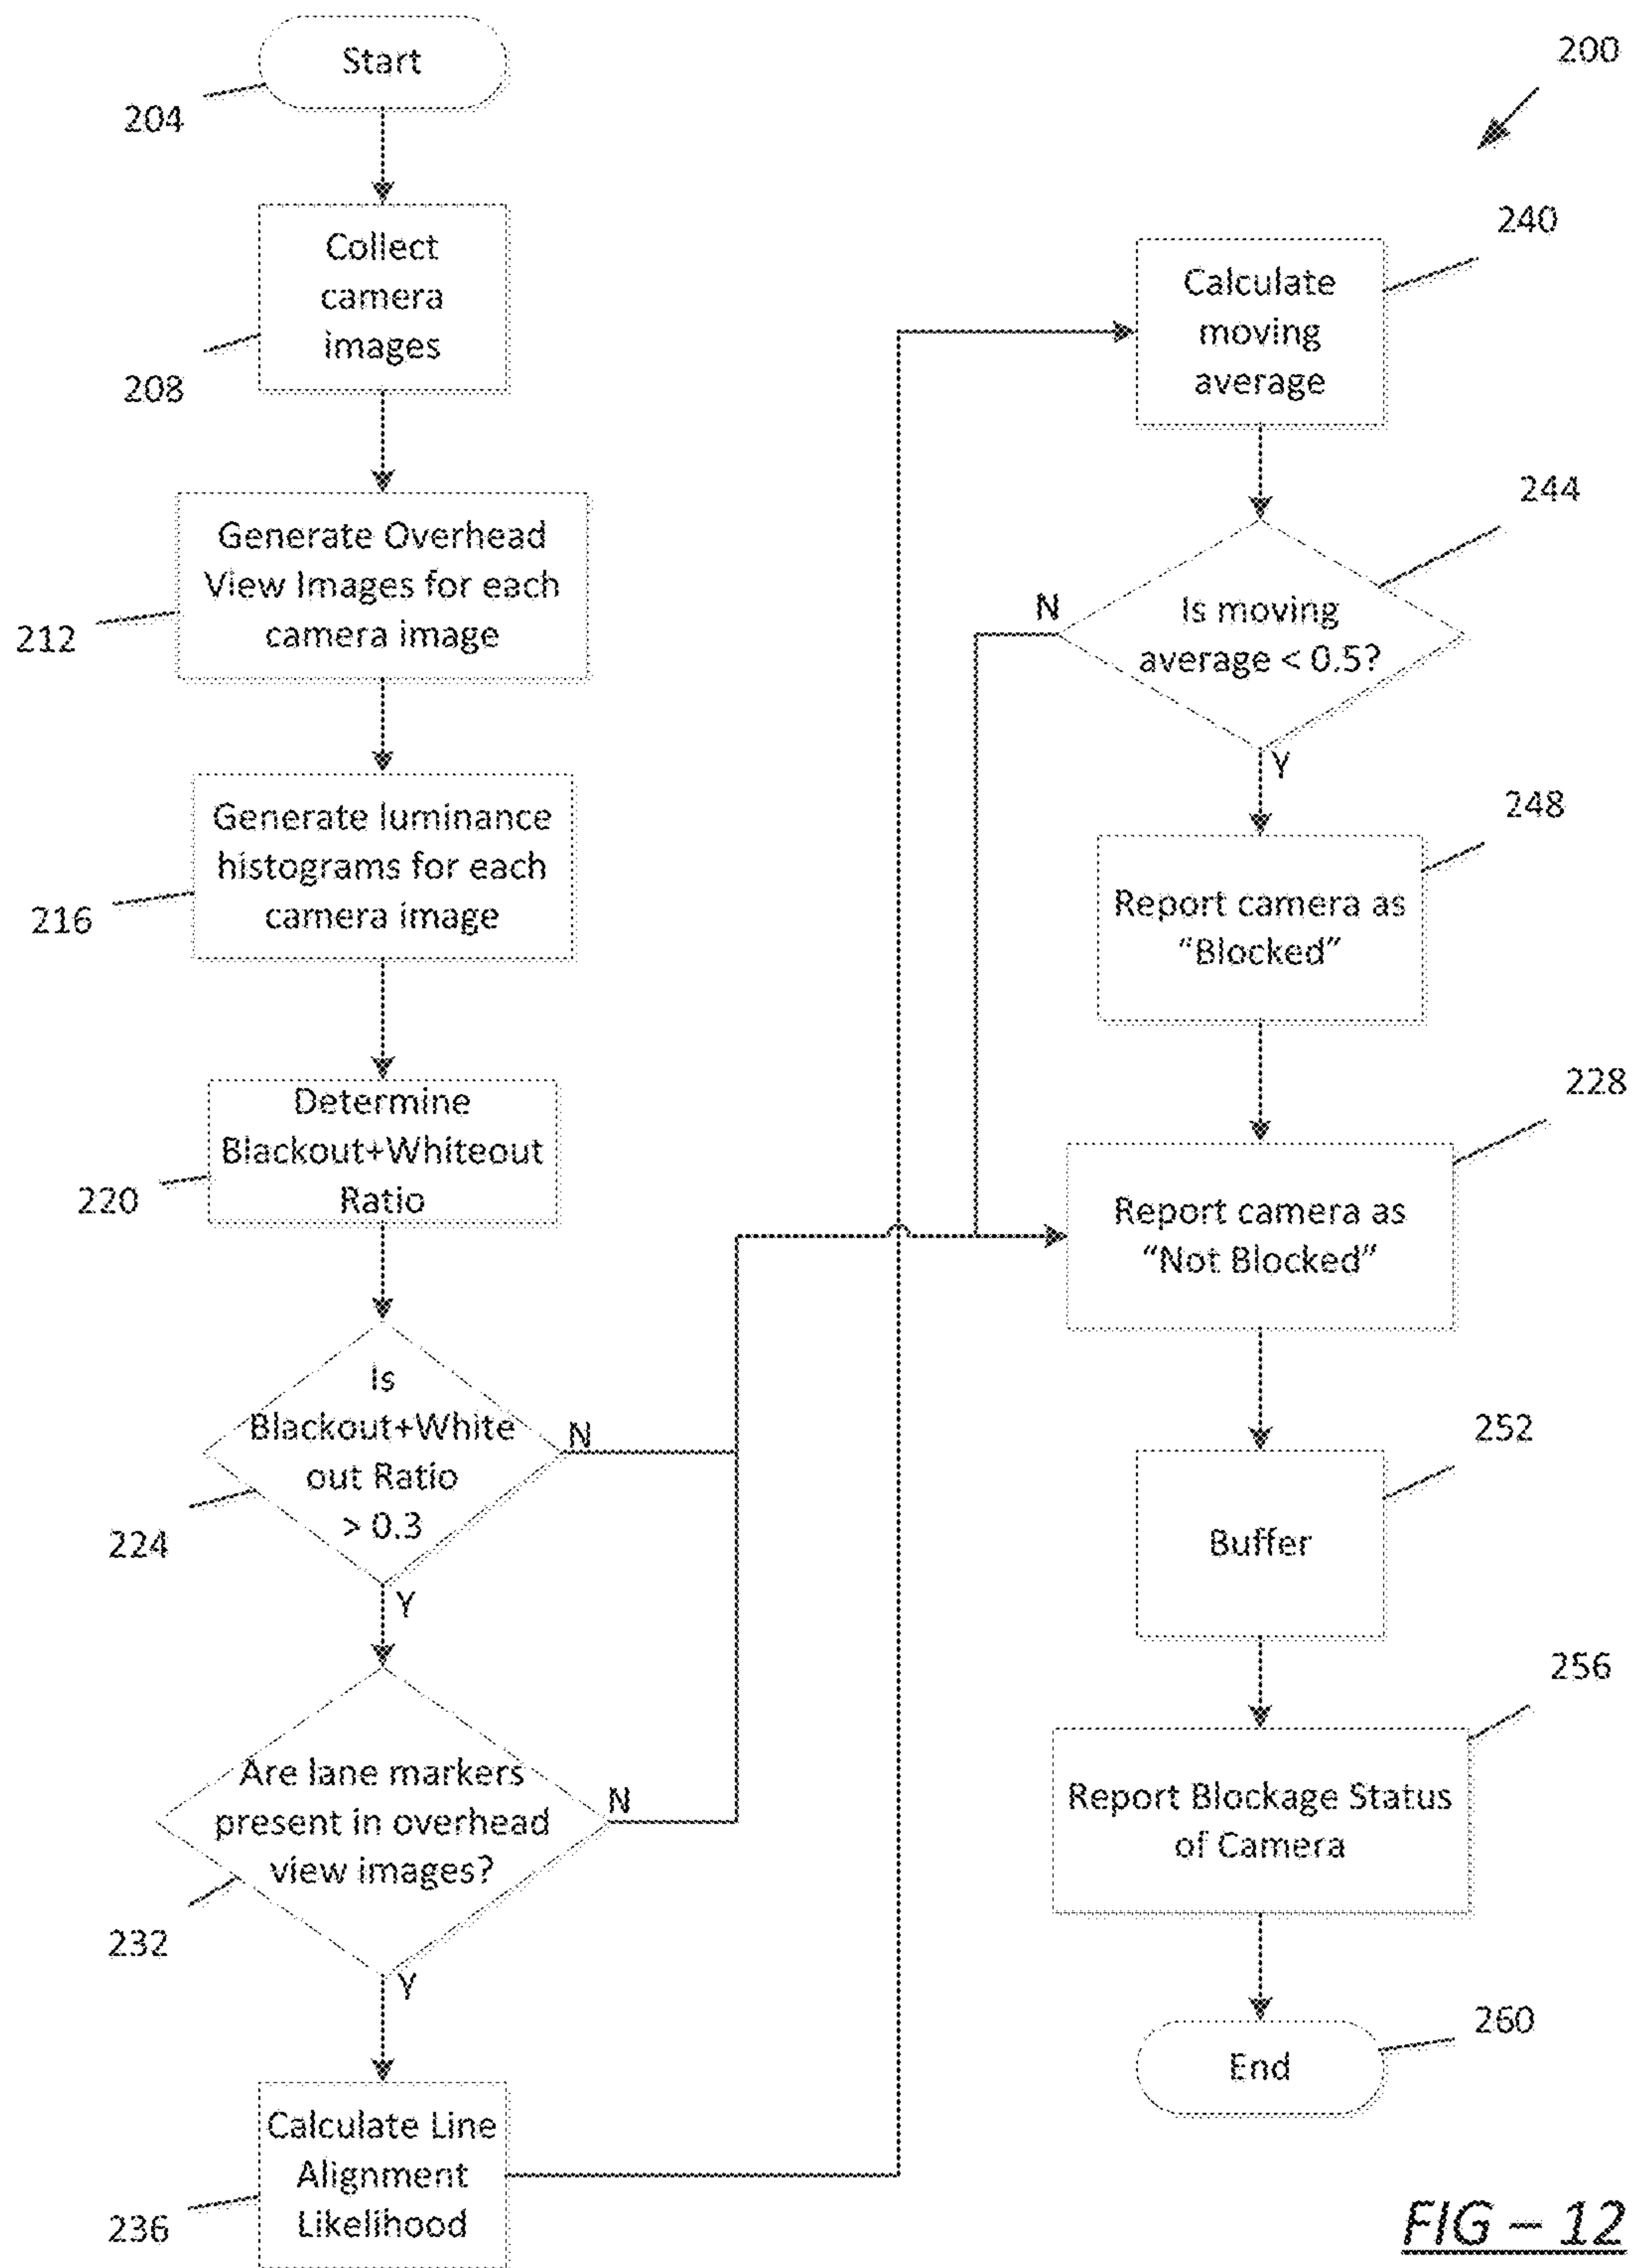 Start
204
Collect
camera
images
208
Generate Overhead
View Images for each
camera image
212
Generate luminance
histograms for each
camera image
216
Determine
Blackout+Whiteout
Ratio
220
Is
Blackout+White
out Ratio
> 0.3
N
224
Y
Are lane markers
present in overhead
view images?
N
232
Y
Calculate Line
Alignment
Likelihood
236
200
240
Calculate
moving
average
244
N
Is moving
average < 0.5?
Y
248
Report camera as
“Blocked”
228
Report camera as
“Not Blocked”
252
Buffer
256
Report Blockage Status
of Camera
260
End
FIG – 12